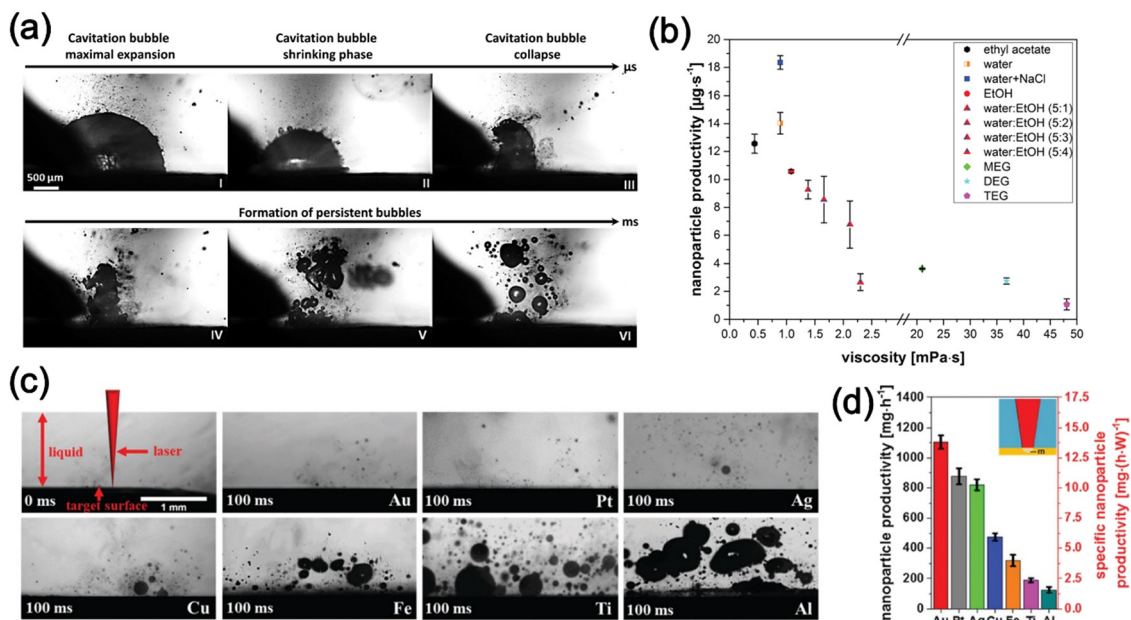 (a)
Cavitation bubble
maximal expansion
Cavitation bubble
shrinking phase
Cavitation bubble
collapse
μs
500 μm
I
II
III
Formation of persistent bubbles
ms
IV
V
VI
(b)
nanoparticle productivity [μg·s⁻¹]
20
18
16
14
12
10
8
6
4
2
0
0.0
0.5
1.0
1.5
2.0
2.5
20
25
30
35
40
45
50
viscosity [mPa·s]
ethyl acetate
water
water+NaCl
EtOH
water:EtOH (5:1)
water:EtOH (5:2)
water:EtOH (5:3)
water:EtOH (5:4)
MEG
DEG
TEG
(c)
liquid
laser
target surface
0 ms
1 mm
100 ms
Au
100 ms
Pt
100 ms
Ag
100 ms
Cu
100 ms
Fe
100 ms
Ti
100 ms
Al
(d)
nanoparticle productivity [mg·h⁻¹]
1400
1200
1000
800
600
400
200
0
17.5
15.0
12.5
10.0
7.5
5.0
2.5
0.0
specific nanoparticle
productivity [mg·(h·W)⁻¹]
m
Au
Pt
Ag
Cu
Fe
Ti
Al